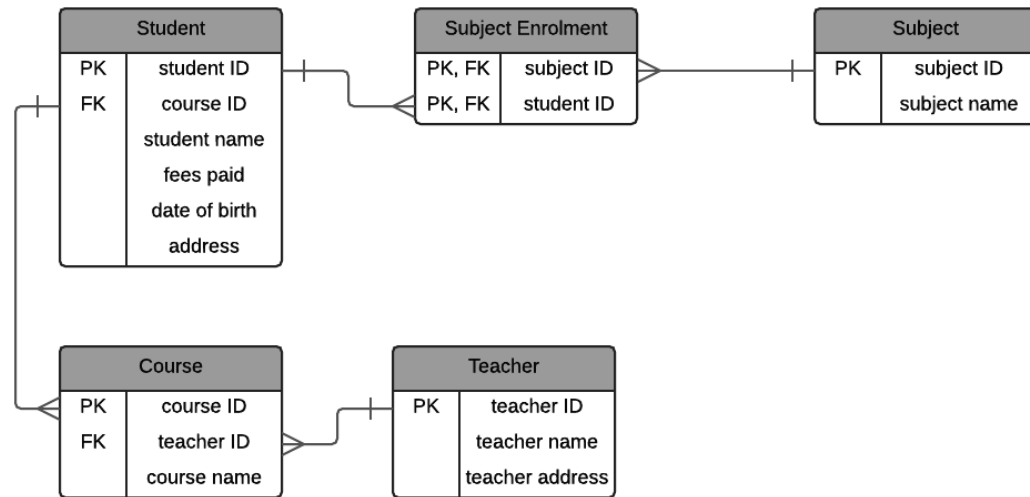 Student
PK student ID
FK course ID
student name
fees paid
date of birth
address
Subject Enrolment
PK, FK subject ID
PK, FK student ID
Subject
PK subject ID
subject name
Course
PK course ID
FK teacher ID
course name
Teacher
PK teacher ID
teacher name
teacher address